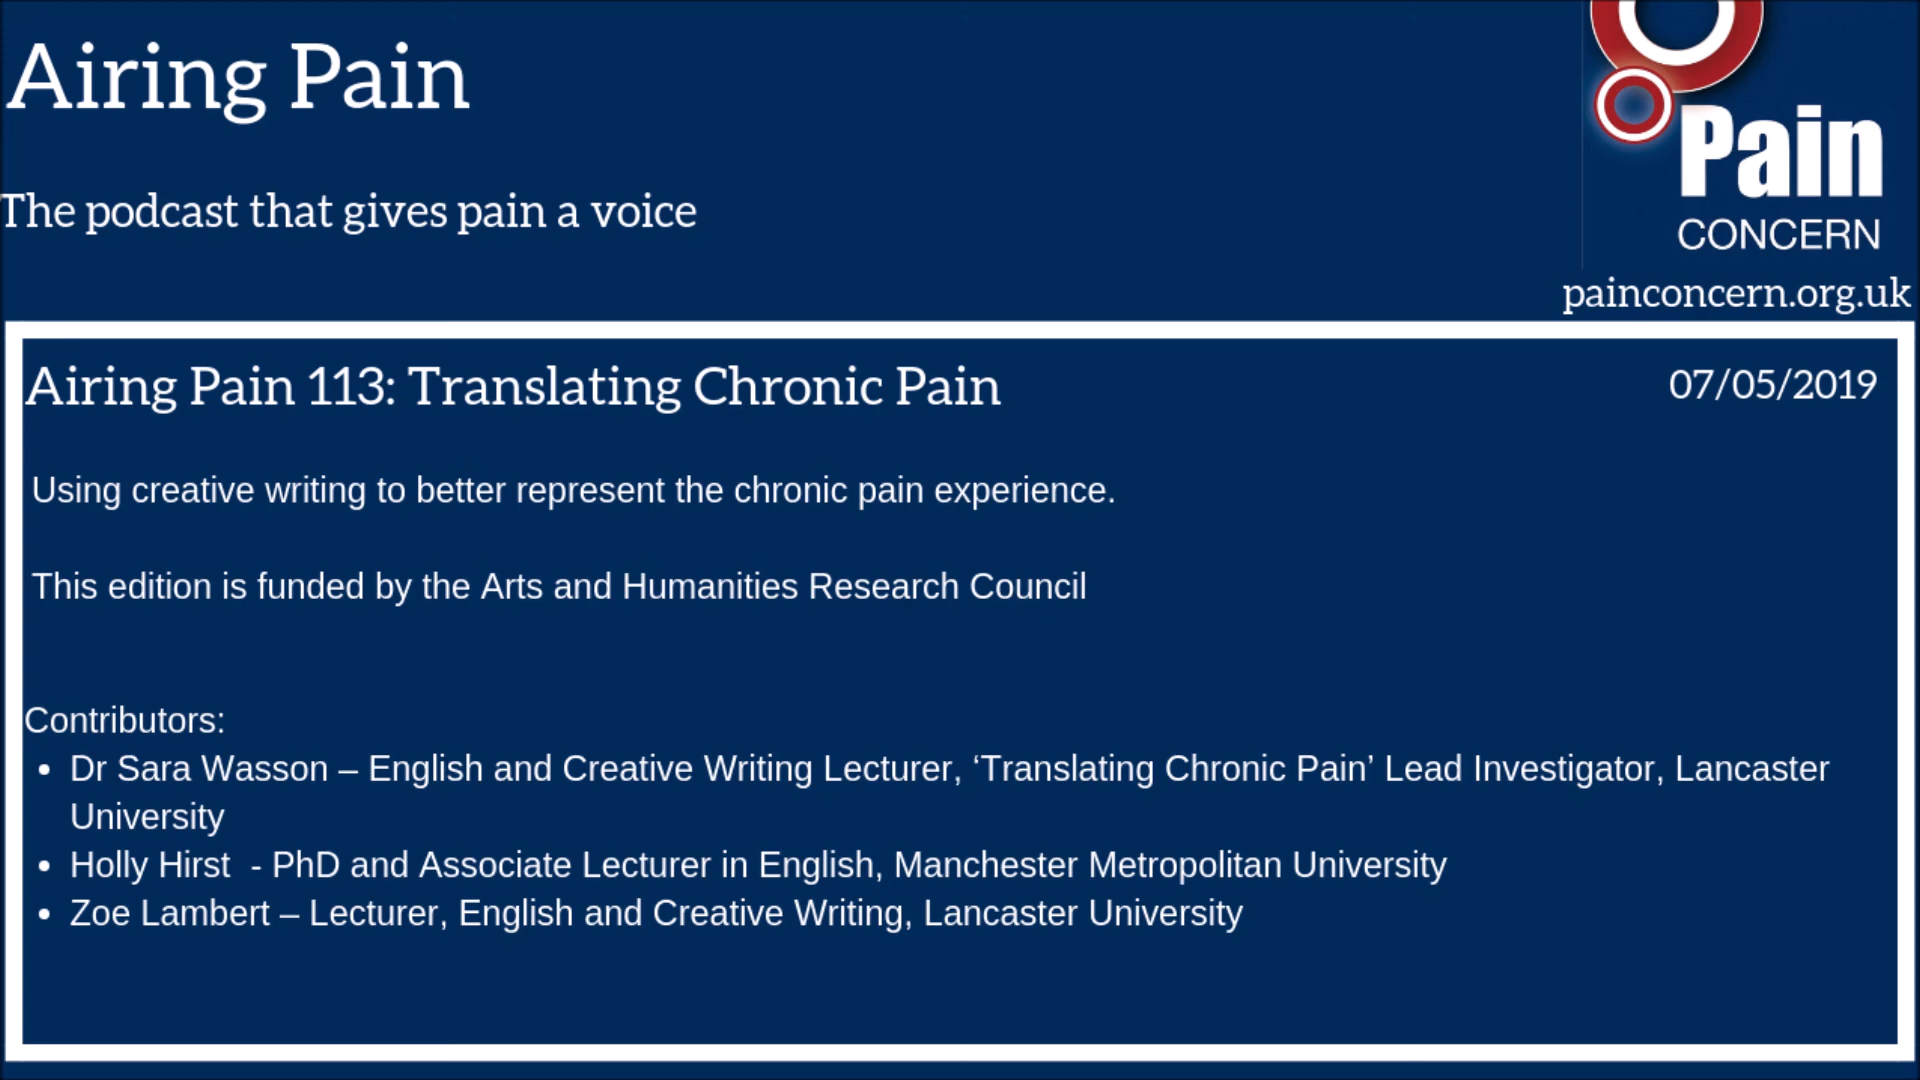 Airing Pain
The podcast that gives pain a voice
Pain
CONCERN
painconcern.org.uk
Airing Pain 113: Translating Chronic Pain
07/05/2019
Using creative writing to better represent the chronic pain experience.
This edition is funded by the Arts and Humanities Research Council
Contributors:
• Dr Sara Wasson – English and Creative Writing Lecturer, ‘Translating Chronic Pain’ Lead Investigator, Lancaster
University
• Holly Hirst  - PhD and Associate Lecturer in English, Manchester Metropolitan University
• Zoe Lambert – Lecturer, English and Creative Writing, Lancaster University